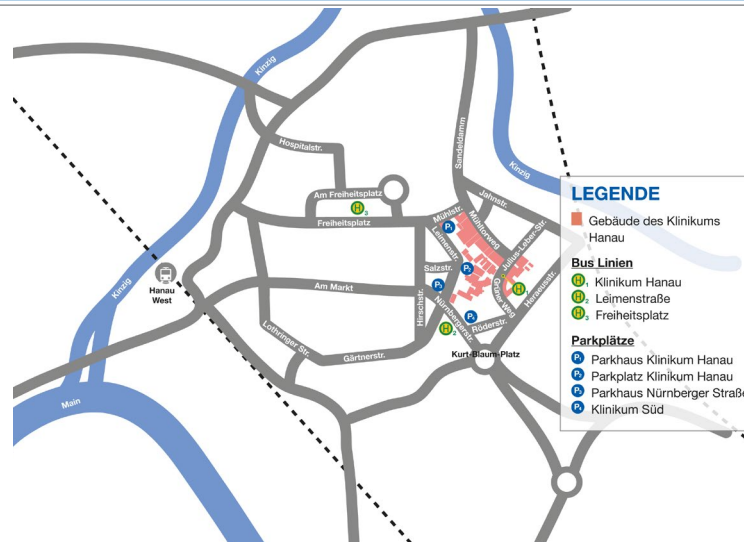 Kinzig
Kinzig
Kinzig
Main
Hospitalstr.
Sandeldamm
Am Freiheitsplatz
H3
Freiheitsplatz
Mühlstr.
Mühltorweg
Jahnstr.
Julius-Leber-Str.
Leimenstr.
P1
P2
Salzstr.
P3
Grüner Weg
H1
Heraeusstr.
Hanau
West
Am Markt
Hirschstr.
Nürnbergerstr.
P4
H2
Röderstr.
Lothringer Str.
Gärtnerstr.
Kurt-Blaum-Platz
LEGENDE
Gebäude des Klinikums
Hanau
Bus Linien
H1 Klinikum Hanau
H2 Leimenstraße
H3 Freiheitsplatz
Parkplätze
P1 Parkhaus Klinikum Hanau
P2 Parkplatz Klinikum Hanau
Parkhaus Nürnberger Straße
P4 Klinikum Süd